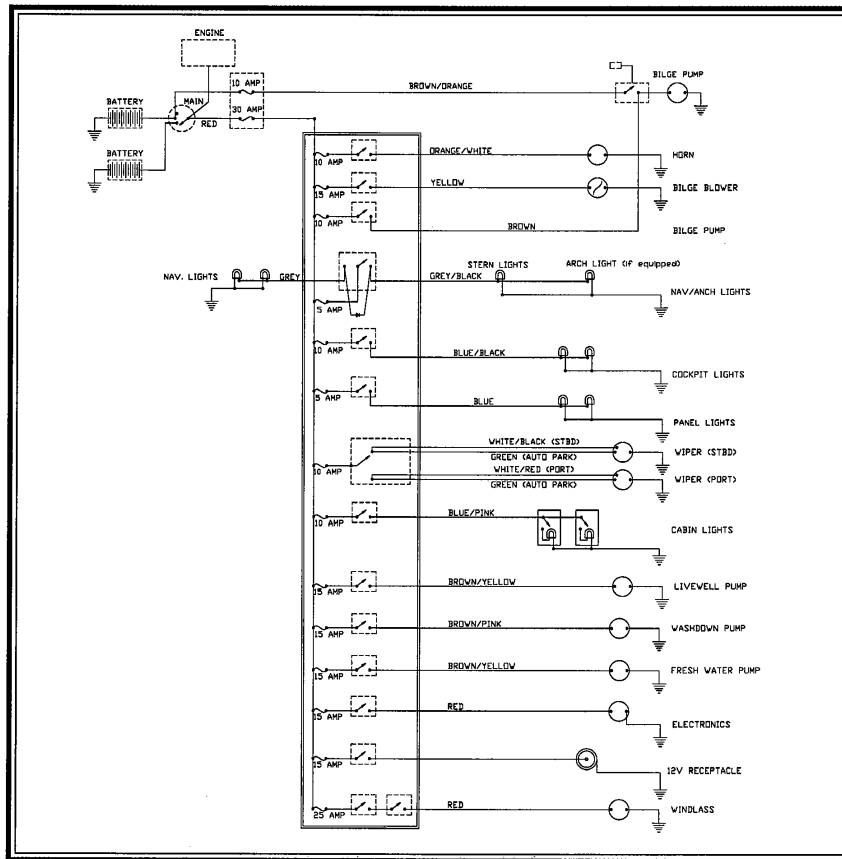 ENGINE
10 AMP
BROWN/ORANGE
BILGE PUMP
BATTERY
MAIN
30 AMP
RED
BATTERY
10 AMP
ORANGE/WHITE
HORN
15 AMP
YELLOW
BILGE BLOWER
10 AMP
BROWN
BILGE PUMP
NAV. LIGHTS
GREY
GREY/BLACK
STERN LIGHTS
ARCH LIGHT (if equipped)
NAV/ANCH LIGHTS
5 AMP
10 AMP
BLUE/BLACK
COCKPIT LIGHTS
5 AMP
BLUE
PANEL LIGHTS
WHITE/BLACK (STBD)
GREEN (AUTO PARK)
WIPER (STBD)
10 AMP
WHITE/RED (PORT)
GREEN (AUTO PARK)
WIPER (PORT)
10 AMP
BLUE/PINK
CABIN LIGHTS
15 AMP
BROWN/YELLOW
LIVEWELL PUMP
15 AMP
BROWN/PINK
WASHDOWN PUMP
15 AMP
BROWN/YELLOW
FRESH WATER PUMP
15 AMP
RED
ELECTRONICS
15 AMP
12V RECEPTACLE
25 AMP
RED
WINDLASS